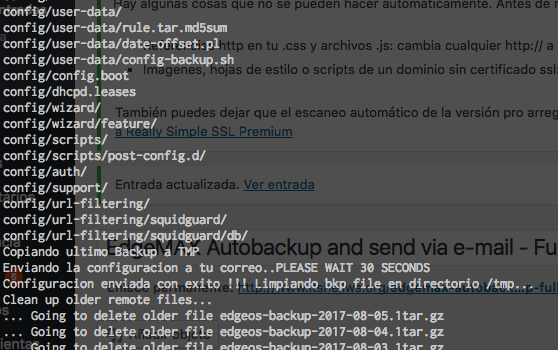 Hay algunas cosas que no se pueden hacer automáticamente. Antes de
config/user-data/
config/user-data/rule.tar.md5sum
config/user-data/date-offset.pl
http en tu .css y archivos .js: cambia cualquier http:// a
config/user-data/config-backup.sh
Imagenes, hojas de estilo o scripts de un dominio sin certificado ssl:
config/config.boot
config/dhcpd.leases
config/wizard/
También puedes dejar que el escaneo automático de la versión pro arreg
config/wizard/feature/
a Really Simple SSL Premium
config/scripts/
config/scripts/post-config.d/
config/auth/
Entrada actualizada. Ver entrada
config/support/
config/url-filtering/
config/url-filtering/squidguard/
config/url-filtering/squidguard/db/
EdgeMAX Autobackup and send via e-mail - Fu
Copiando ultimo Backup a TMP
Enviando la configuracion a tu correo..PLEASE WAIT 30 SECONDS
Configuracion enviada con exito !!! Limpiando bkp file en directorio /tmp...
Clean up older remote files...
... Going to delete older file edgeos-backup-2017-08-05.1tar.gz
... Going to delete older file edgeos-backup-2017-08-04.1tar.gz
Añadir objeto
... Going to delete older file edgeos-backup-2017-08-03.1tar.gz